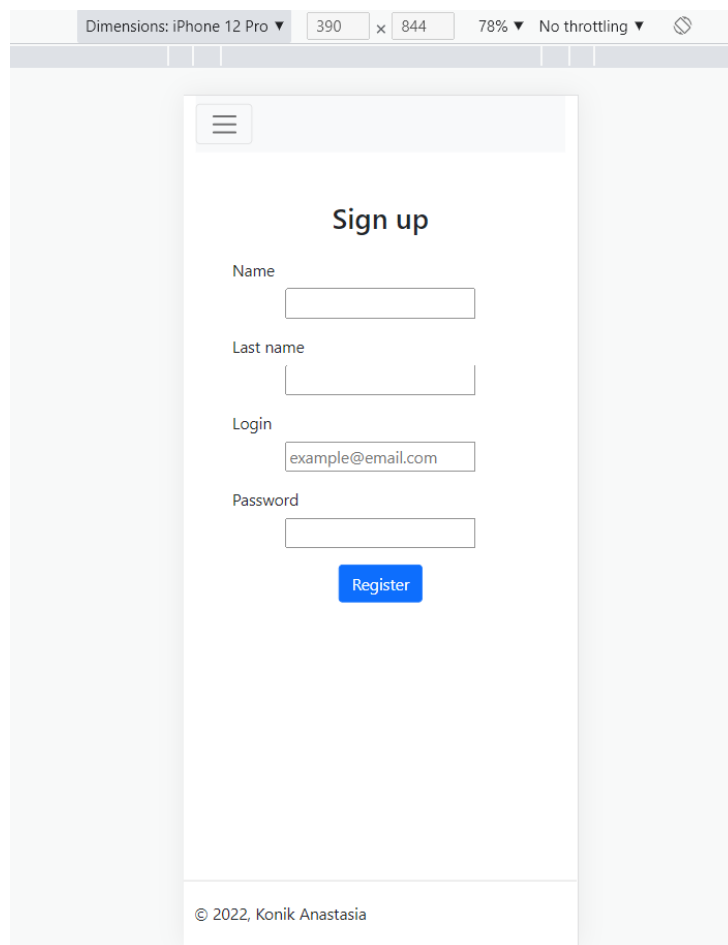 Dimensions: iPhone 12 Pro ▼ 390 × 844 78% ▼ No throttling ▼
Sign up
Name
Last name
Login
example@email.com
Password
Register
© 2022, Konik Anastasia